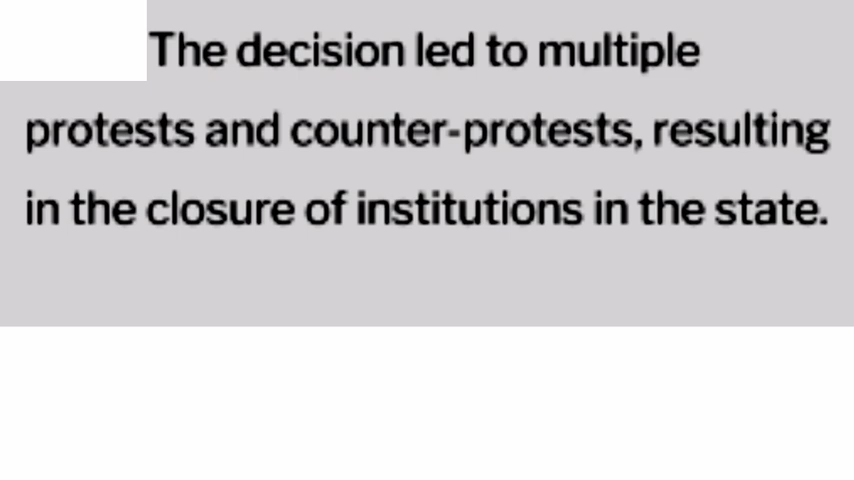 The decision led to multiple
protests and counter-protests, resulting
in the closure of institutions in the state.